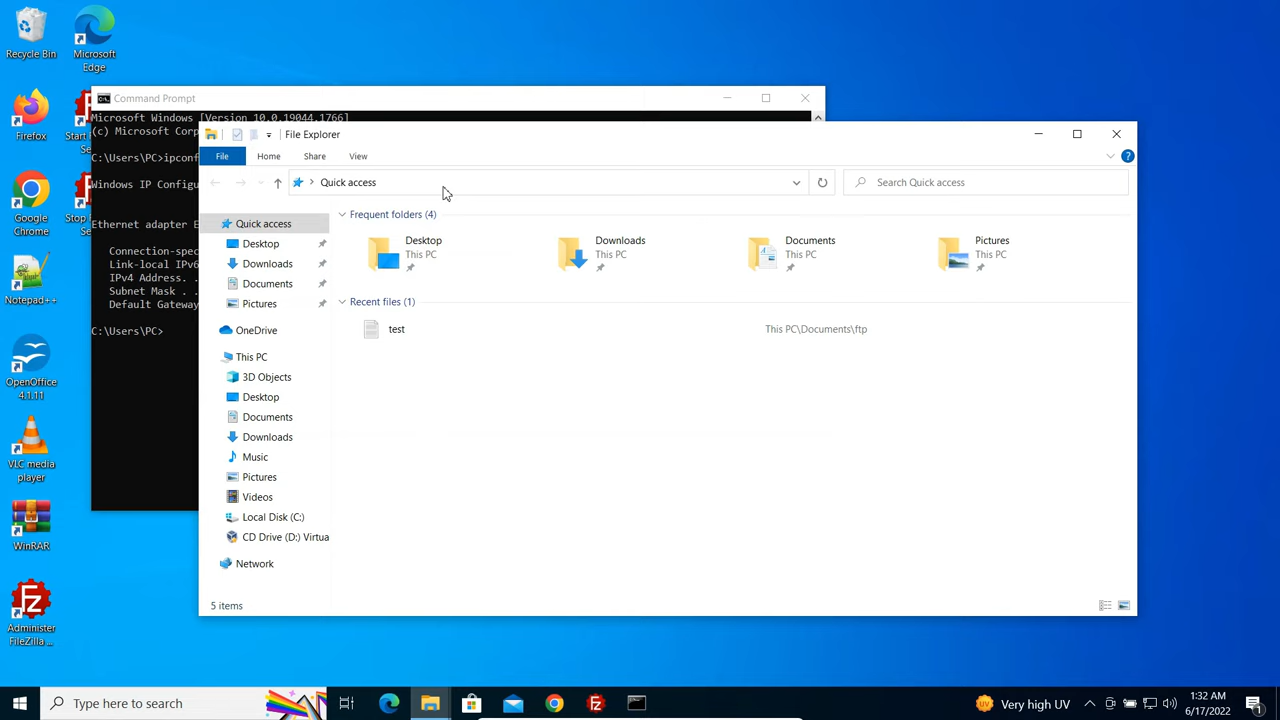 Recycle Bin
Microsoft
Edge
Firefox
Start
Se
Google
Chrome
Stop
Se
Notepad++
OpenOffice
4.1.11
VLC media
player
WinRAR
Administer
FileZilla ...
Command Prompt
Microsoft Windows [Version 10.0.19044.1766]
(c) Microsoft Corp
C:\Users\PC>ipconf
Windows IP Configu
Ethernet adapter E
Connection-spec
Link-local IPv6
IPv4 Address. .
Subnet Mask . .
Default Gateway
C:\Users\PC>
File Explorer
File
Home
Share
View
Quick access
Search Quick access
Quick access
Desktop
Downloads
Documents
Pictures
OneDrive
This PC
3D Objects
Desktop
Documents
Downloads
Music
Pictures
Videos
Local Disk (C:)
CD Drive (D:) Virtua
Network
Frequent folders (4)
Desktop
This PC
Downloads
This PC
Documents
This PC
Pictures
This PC
Recent files (1)
test
This PC\Documents\ftp
5 items
Type here to search
Very high UV
1:32 AM
6/17/2022